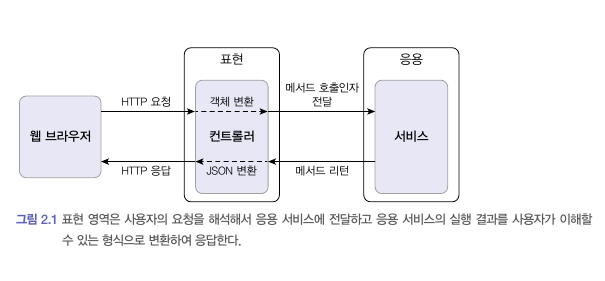 표현
응용
메서드 호출인자
전달
HTTP 요청
객체 변환
웹 브라우저
컨트롤러
서비스
HTTP 응답
JSON 변환
메서드 리턴
그림 2.1 표현 영역은 사용자의 요청을 해석해서 응용 서비스에 전달하고 응용 서비스의 실행 결과를 사용자가 이해할
수 있는 형식으로 변환하여 응답한다.